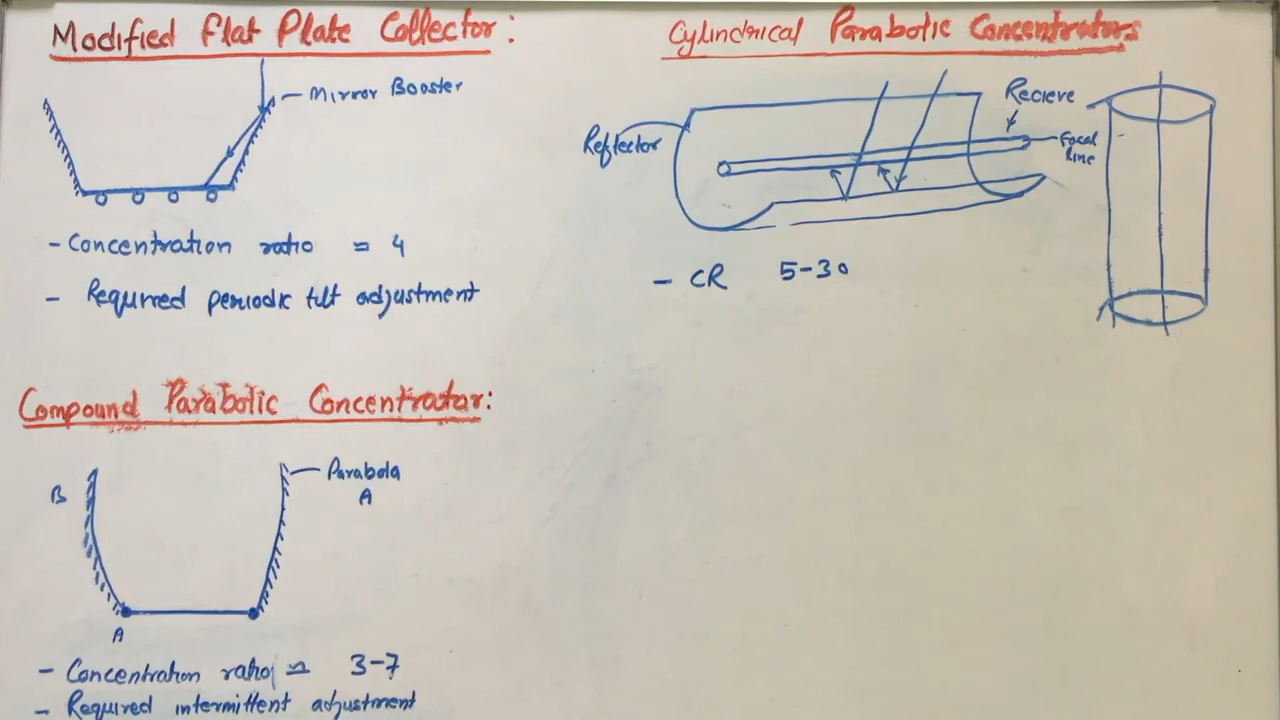 Modified Flat Plate Collector:
Mirror Booster
- Concentration ratio = 4
- Required periodic tilt adjustment
Compound Parabolic Concentrator:
B
Parabola
A
A
- Concentration ratio ≈ 3-7
- Required intermittent adjustment
Cylindrical Parabolic Concentrators
Recieve
Reflector
Focal
line
- CR 5-30